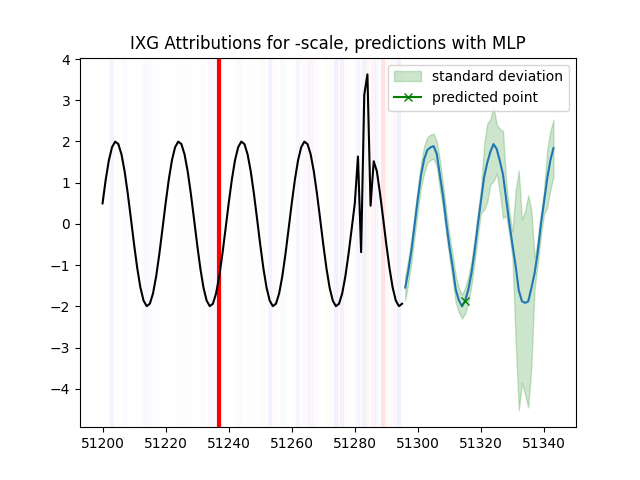 IXG Attributions for -scale, predictions with MLP
standard deviation
predicted point
4
3
2
1
0
−1
−2
−3
−4
51200 51220 51240 51260 51280 51300 51320 51340